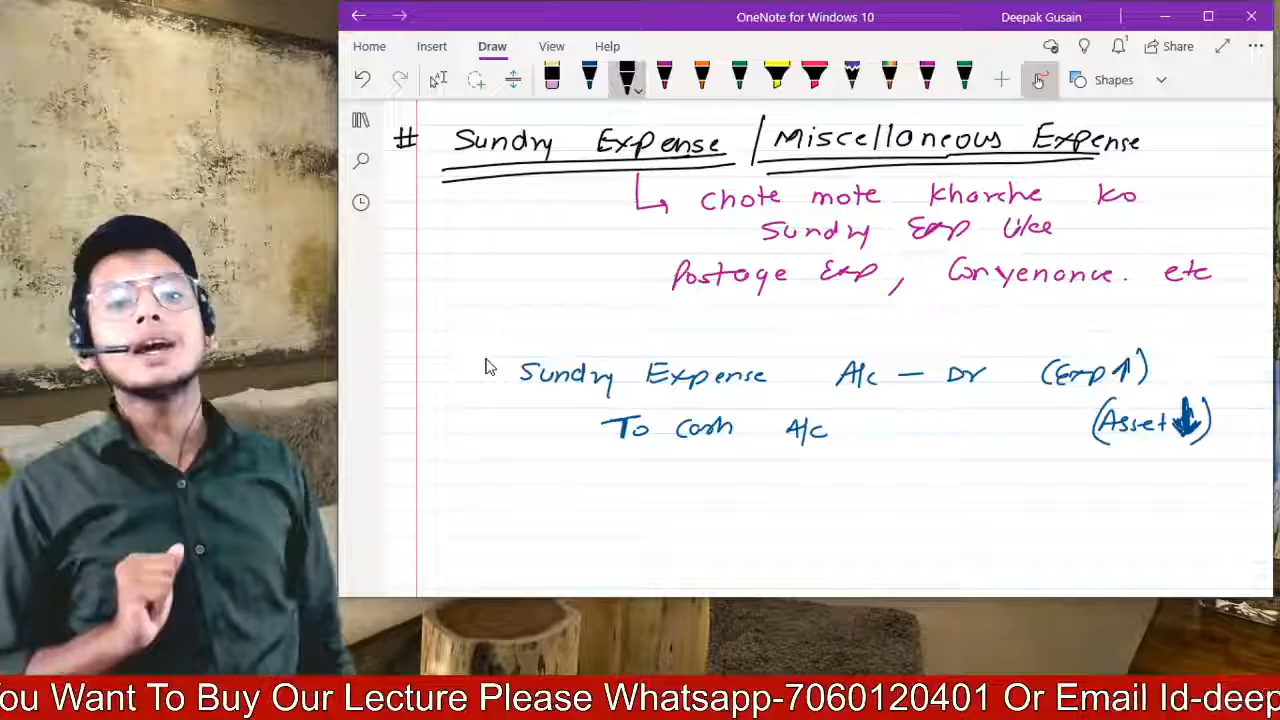 OneNote for Windows 10
Deepak Gusain
Home Insert Draw View Help
Share
Shapes
# Sundry Expense / Miscellaneous Expense
Chote mote Kharche Ko
Sundry Exp like
Postage Exp, Conyenance. etc
Sundry Expense A/c — Dr (Exp↑)
To Cash A/c (Asset↓)
You Want To Buy Our Lecture Please Whatsapp-7060120401 Or Email Id-deep